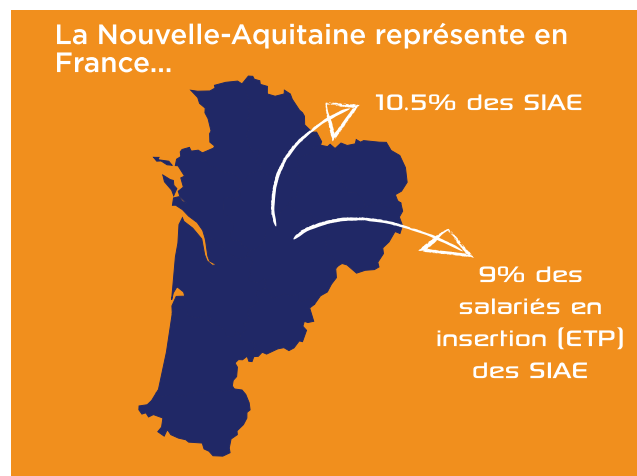 La Nouvelle-Aquitaine représente en
France...
10.5% des SIAE
9% des
salariés en
insertion (ETP)
des SIAE